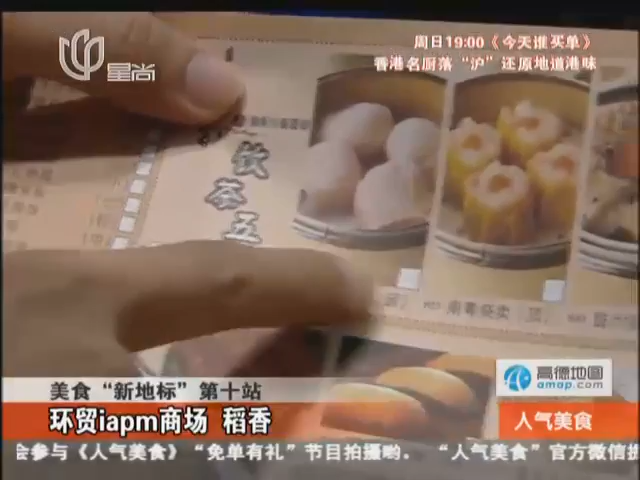 周日19:00《今天谁买单》
香港名厨落“沪”还原地道港味
星尚
饮茶五
南粤烧卖
高德地图
amap.com
美食“新地标”第十站
环贸iapm商场 稻香
人气美食
会参与《人气美食》“免单有礼”节目拍摄哟. “人气美食”官方微信